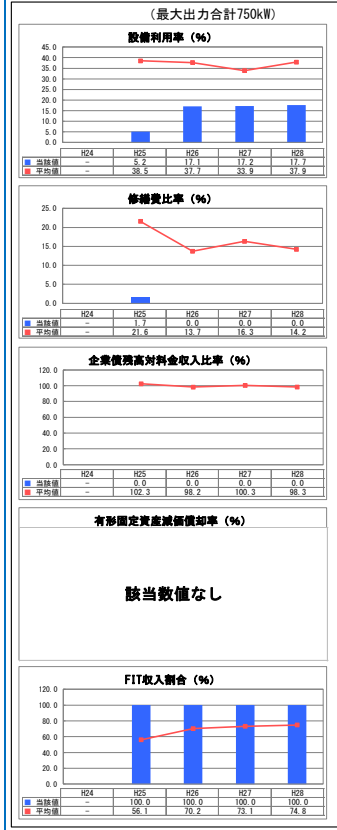 （最大出力合計750kW）
設備利用率（％）
45.0
40.0
35.0
30.0
25.0
20.0
15.0
10.0
5.0
0.0
H24 H25 H26 H27 H28
当該値 － 5.2 17.1 17.2 17.7
平均値 － 38.5 37.7 33.9 37.9
修繕費比率（％）
25.0
20.0
15.0
10.0
5.0
0.0
H24 H25 H26 H27 H28
当該値 － 1.7 0.0 0.0 0.0
平均値 － 21.6 13.7 16.3 14.2
企業債残高対料金収入比率（％）
120.0
100.0
80.0
60.0
40.0
20.0
0.0
H24 H25 H26 H27 H28
当該値 － 0.0 0.0 0.0 0.0
平均値 － 102.3 98.2 100.3 98.3
有形固定資産減価償却率（％）
該当数値なし
FIT収入割合（％）
120.0
100.0
80.0
60.0
40.0
20.0
0.0
H24 H25 H26 H27 H28
当該値 － 100.0 100.0 100.0 100.0
平均値 － 56.1 70.2 73.1 74.8